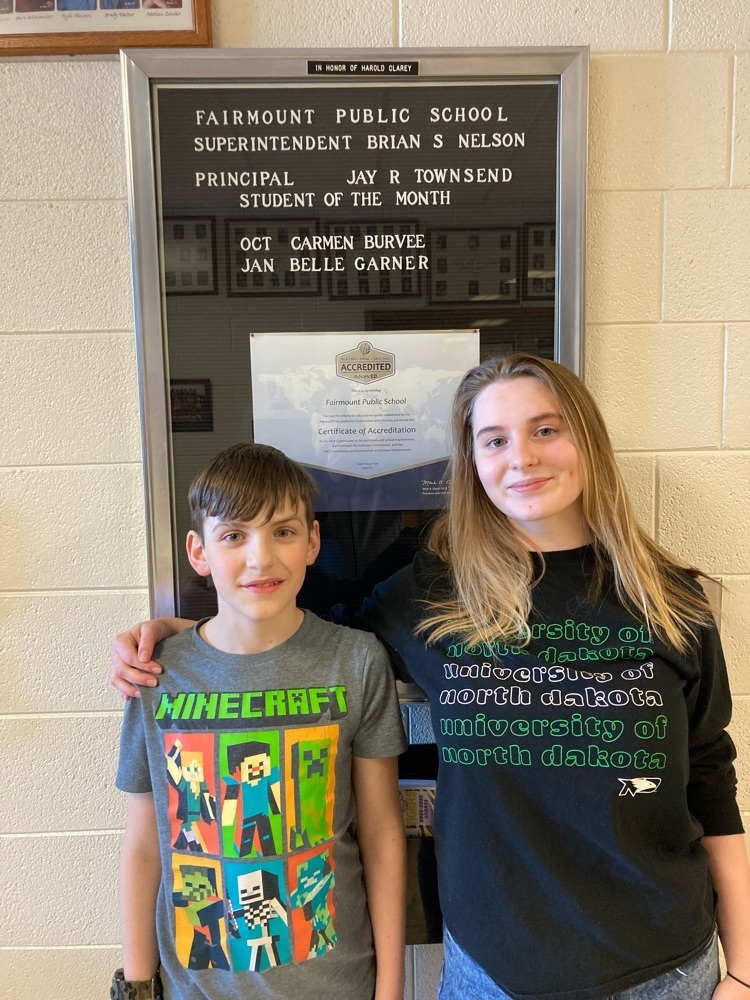 IN HONOR OF HAROLD CLAREY
FAIRMOUNT PUBLIC SCHOOL
SUPERINTENDENT BRIAN S NELSON
PRINCIPAL JAY R TOWNSEND
STUDENT OF THE MONTH
OCT CARMEN BURVEE
JAN BELLE GARNER
ACCREDITED
AdvancED
Fairmount Public School
Certificate of Accreditation
MINECRAFT
university of
north dakota
university of
north dakota
university of
north dakota